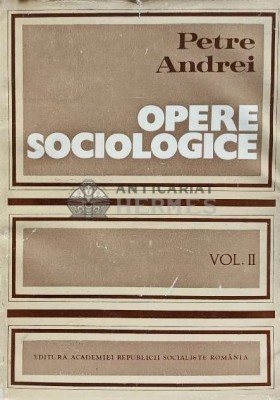 Petre
Andrei
OPERE
SOCIOLOGICE
ANTICARIAT
HERMES
VOL. II
EDITURA ACADEMIEI REPUBLICII SOCIALISTE ROMÂNIA